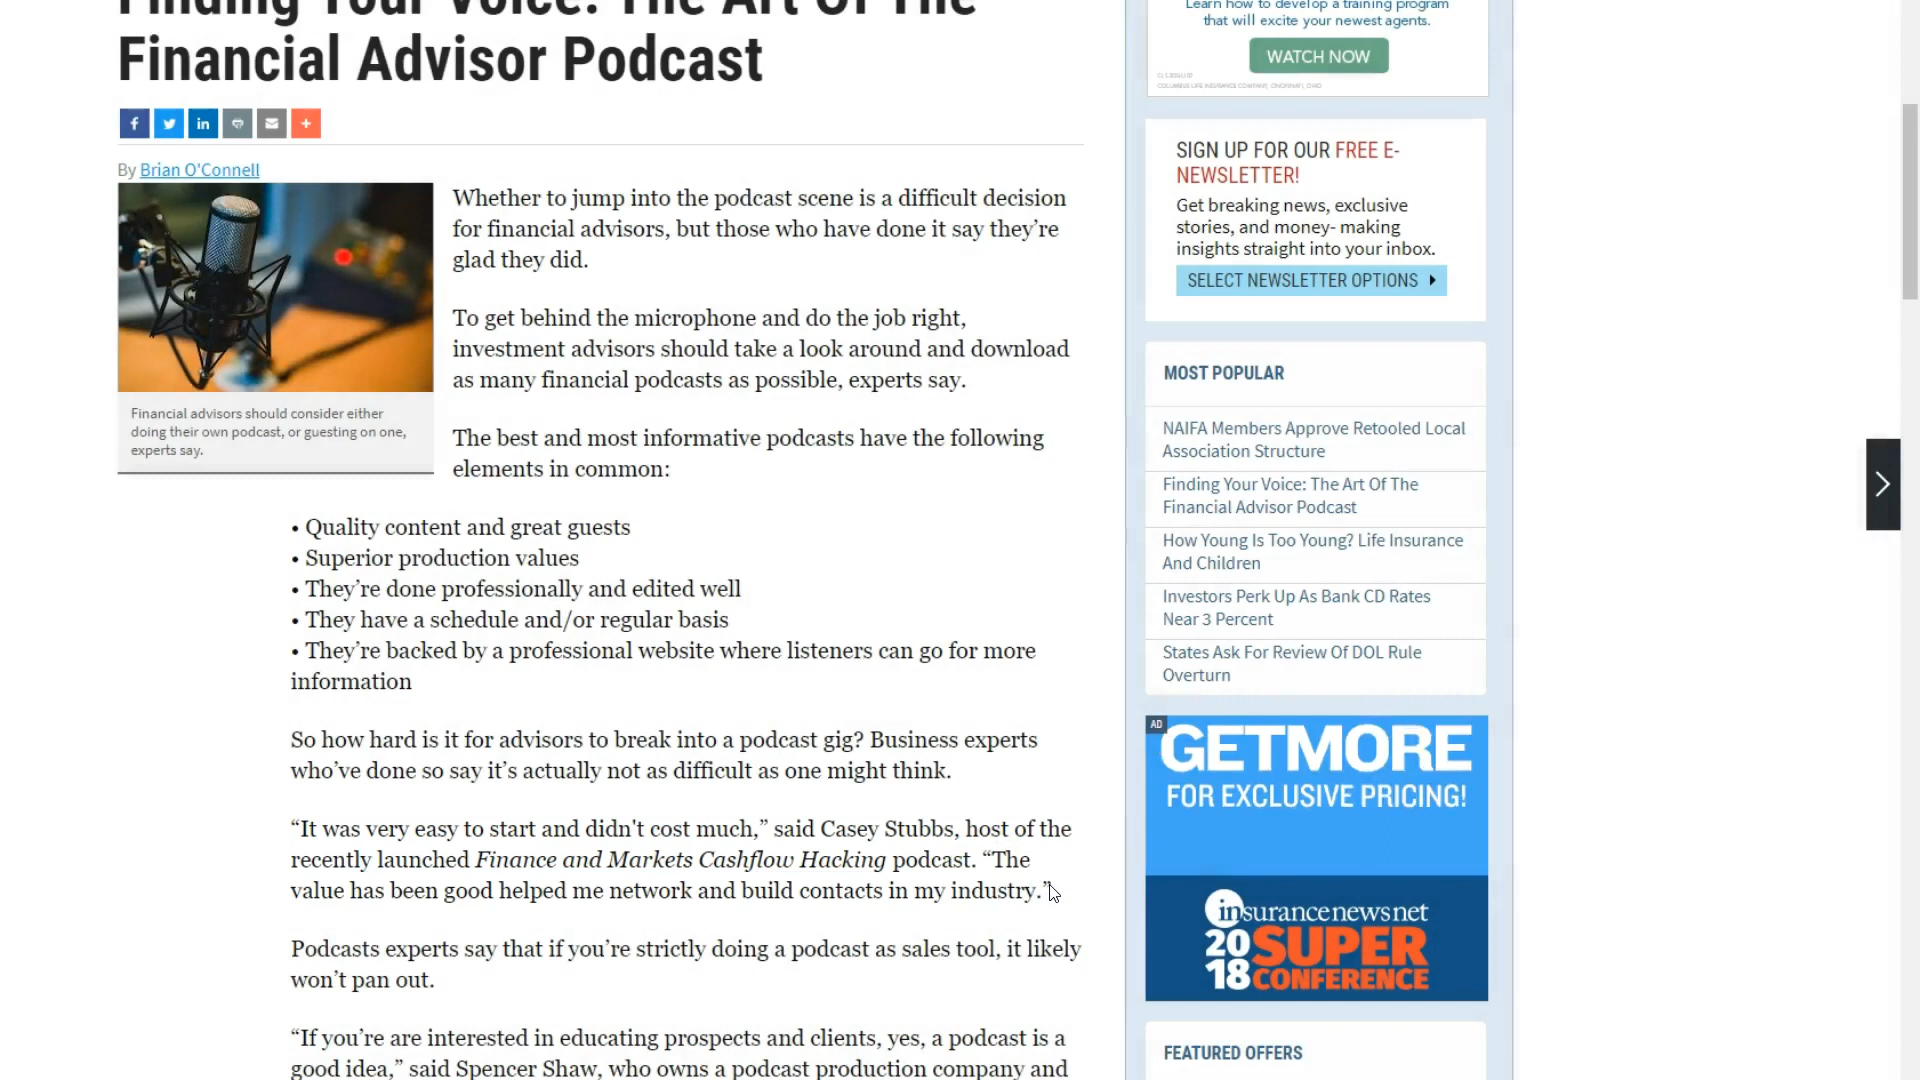 Finding Your Voice: The Art Of The
Financial Advisor Podcast
By Brian O'Connell
Financial advisors should consider either
doing their own podcast, or guesting on one,
experts say.
Whether to jump into the podcast scene is a difficult decision
for financial advisors, but those who have done it say they’re
glad they did.
To get behind the microphone and do the job right,
investment advisors should take a look around and download
as many financial podcasts as possible, experts say.
The best and most informative podcasts have the following
elements in common:
• Quality content and great guests
• Superior production values
• They’re done professionally and edited well
• They have a schedule and/or regular basis
• They’re backed by a professional website where listeners can go for more
information
So how hard is it for advisors to break into a podcast gig? Business experts
who’ve done so say it’s actually not as difficult as one might think.
“It was very easy to start and didn't cost much,” said Casey Stubbs, host of the
recently launched Finance and Markets Cashflow Hacking podcast. “The
value has been good helped me network and build contacts in my industry.”
Podcasts experts say that if you’re strictly doing a podcast as sales tool, it likely
won’t pan out.
“If you’re are interested in educating prospects and clients, yes, a podcast is a
good idea,” said Spencer Shaw, who owns a podcast production company and
Learn how to develop a training program
that will excite your newest agents.
WATCH NOW
COLUMBUS LIFE INSURANCE COMPANY, CINCINNATI, OHIO
SIGN UP FOR OUR FREE E-
NEWSLETTER!
Get breaking news, exclusive
stories, and money- making
insights straight into your inbox.
SELECT NEWSLETTER OPTIONS
MOST POPULAR
NAIFA Members Approve Retooled Local
Association Structure
Finding Your Voice: The Art Of The
Financial Advisor Podcast
How Young Is Too Young? Life Insurance
And Children
Investors Perk Up As Bank CD Rates
Near 3 Percent
States Ask For Review Of DOL Rule
Overturn
AD
GETMORE
FOR EXCLUSIVE PRICING!
insurancenewsnet
2018 SUPER
CONFERENCE
FEATURED OFFERS